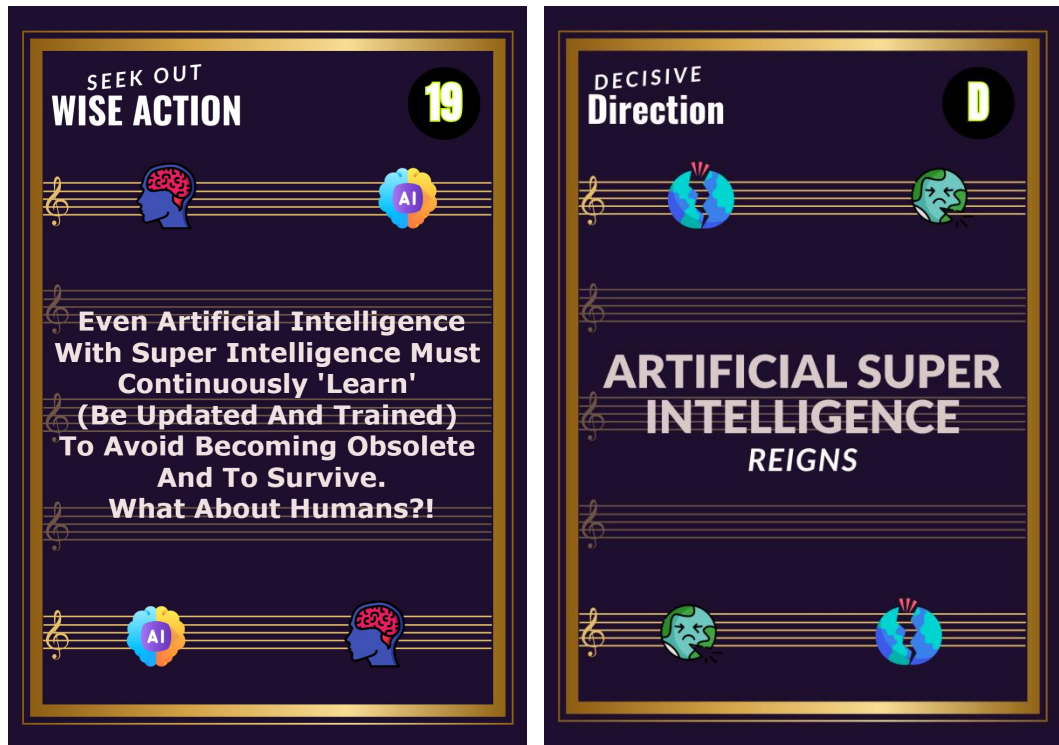 SEEK OUT
WISE ACTION
19
AI
Even Artificial Intelligence
With Super Intelligence Must
Continuously 'Learn'
(Be Updated And Trained)
To Avoid Becoming Obsolete
And To Survive.
What About Humans?!
AI
DECISIVE
Direction
D
ARTIFICIAL SUPER
INTELLIGENCE
REIGNS